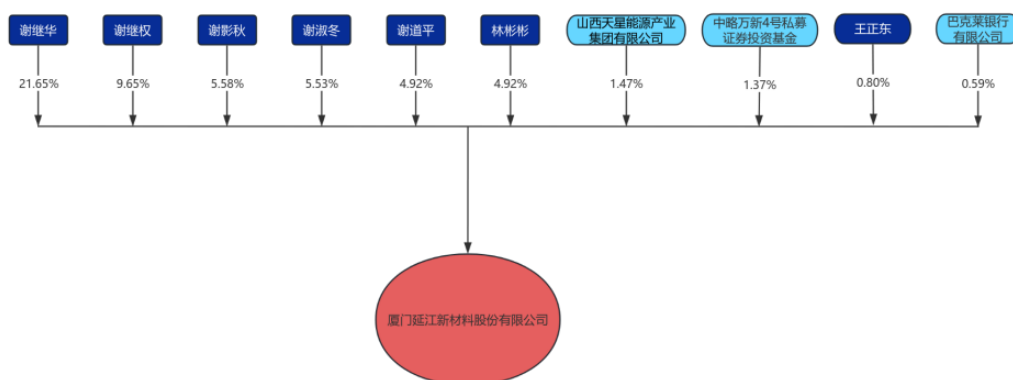 谢继华
谢继权
谢影秋
谢淑冬
谢道平
林彬彬
山西天星能源产业
集团有限公司
中略万新4号私募
证券投资基金
王正东
巴克莱银行
有限公司
21.65%
9.65%
5.58%
5.53%
4.92%
4.92%
1.47%
1.37%
0.80%
0.59%
厦门延江新材料股份有限公司